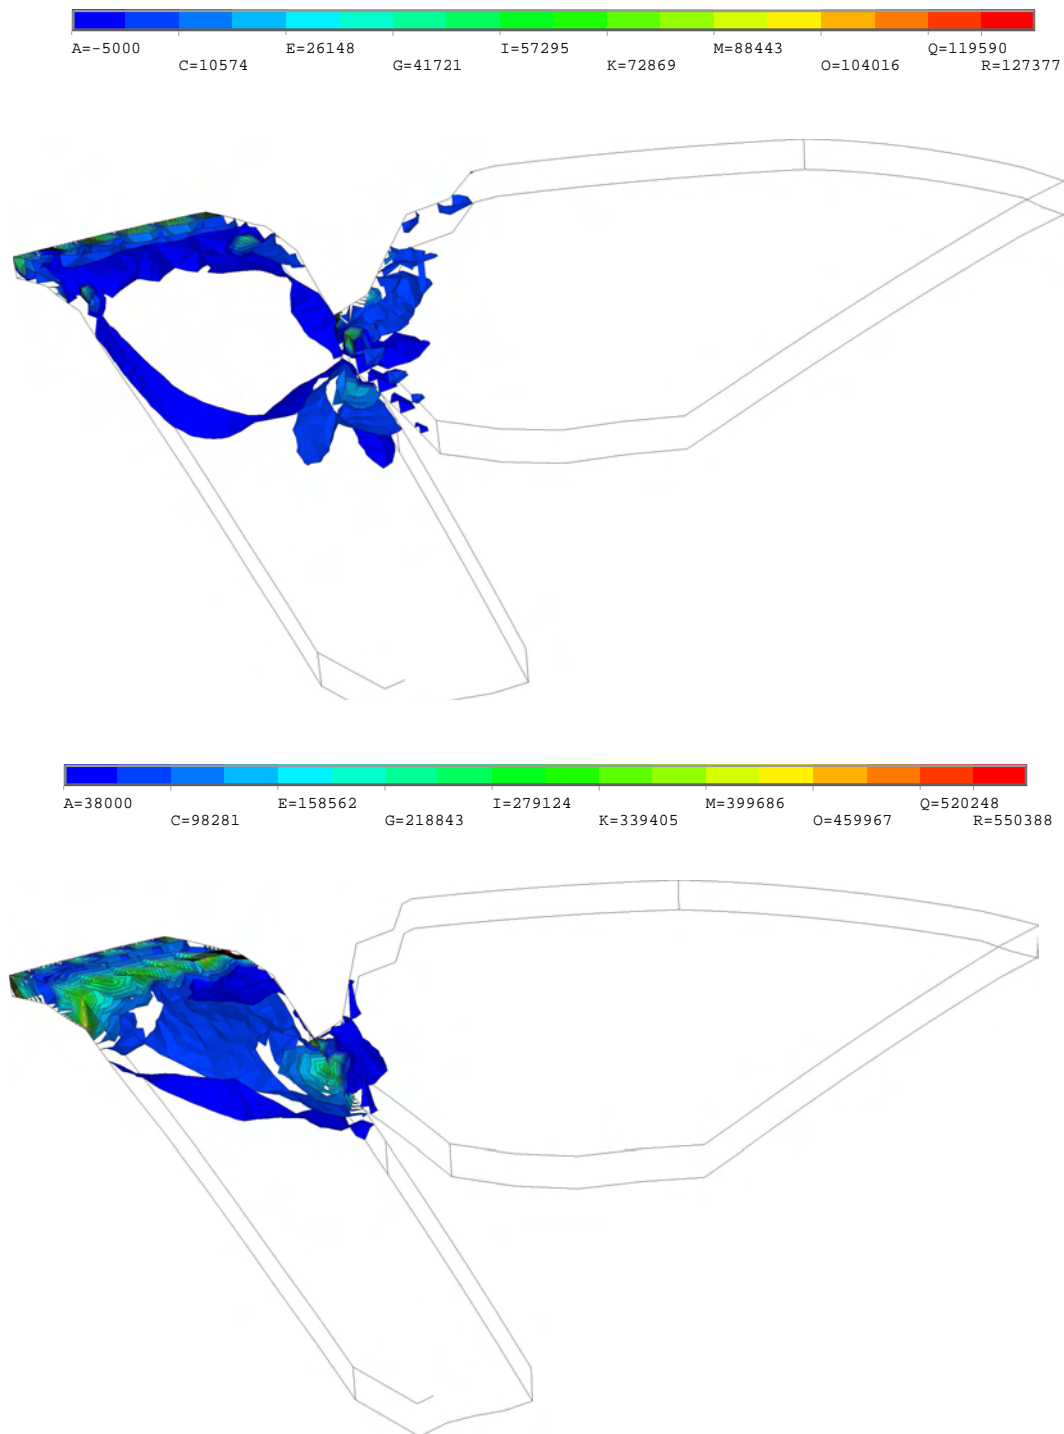 A=-5000 E=26148 I=57295 M=88443 Q=119590
C=10574 G=41721 K=72869 O=104016 R=127377
A=38000 E=158562 I=279124 M=399686 Q=520248
C=98281 G=218843 K=339405 O=459967 R=550388